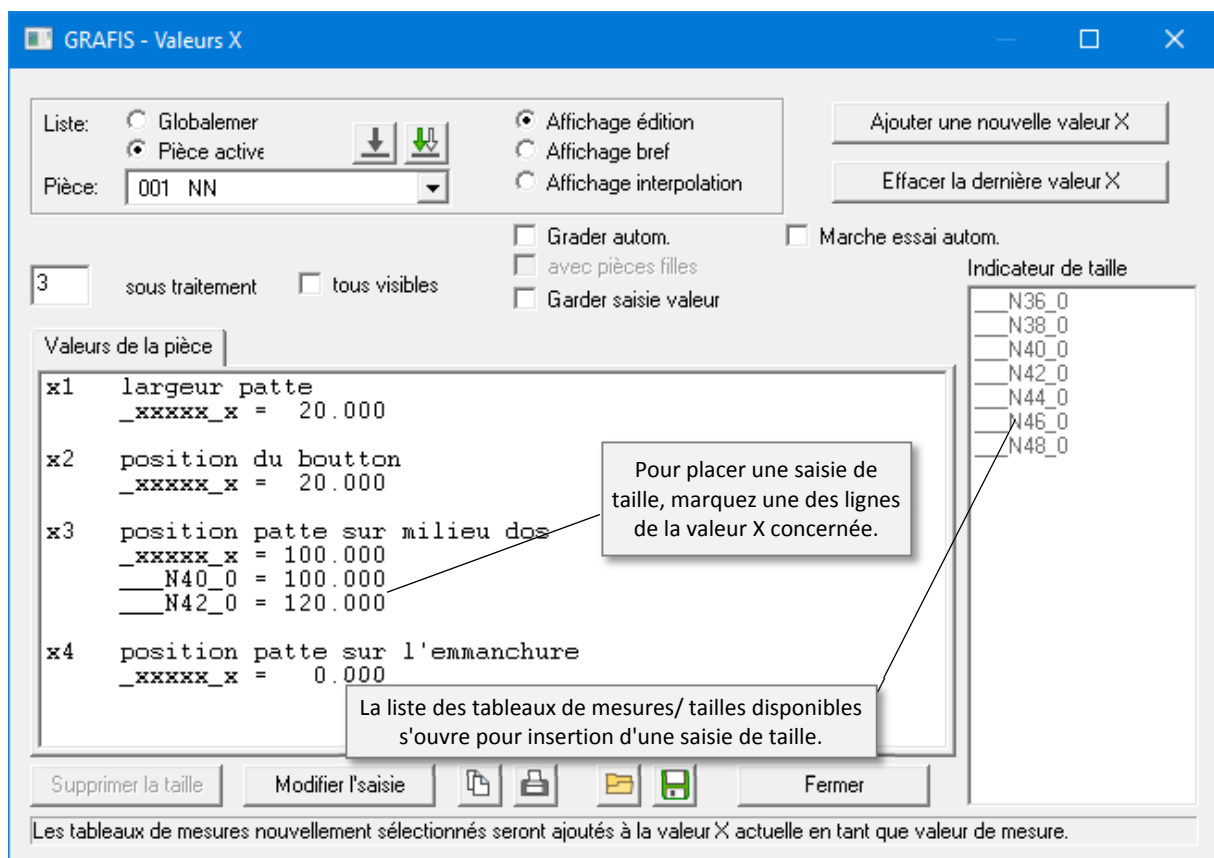 GRAFIS - Valeurs X
Liste:
Globalemer
Pièce active
Pièce:
001 NN
Affichage édition
Affichage bref
Affichage interpolation
Ajouter une nouvelle valeur X
Effacer la dernière valeur X
Grader autom.
avec pièces filles
Garder saisie valeur
Marche essai autom.
3
sous traitement
tous visibles
Indicateur de taille
___N36_0
___N38_0
___N40_0
___N42_0
___N44_0
___N46_0
___N48_0
Valeurs de la pièce
x1 largeur patte
_xxxxx_x = 20.000
x2 position du boutton
_xxxxx_x = 20.000
x3 position patte sur milieu dos
_xxxxx_x = 100.000
___N40_0 = 100.000
___N42_0 = 120.000
x4 position patte sur l'emmanchure
_xxxxx_x = 0.000
Pour placer une saisie de
taille, marquez une des lignes
de la valeur X concernée.
La liste des tableaux de mesures/ tailles disponibles
s'ouvre pour insertion d'une saisie de taille.
Supprimer la taille
Modifier l'saisie
Fermer
Les tableaux de mesures nouvellement sélectionnés seront ajoutés à la valeur X actuelle en tant que valeur de mesure.